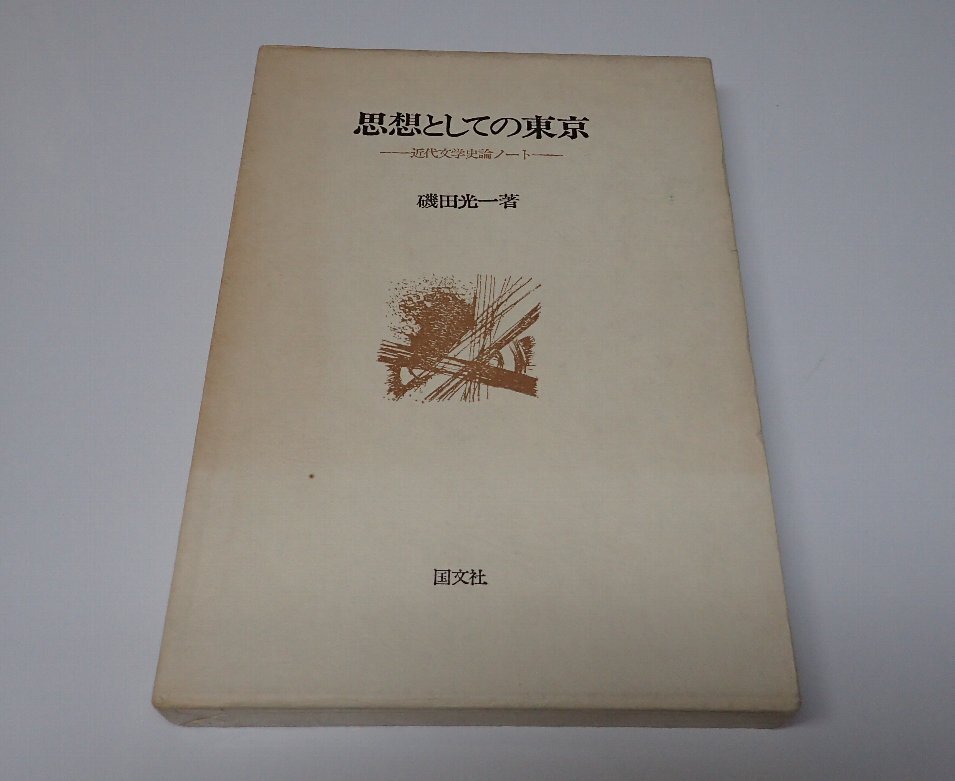 思想としての東京
——近代文学史論ノート——
磯田光一著
国文社